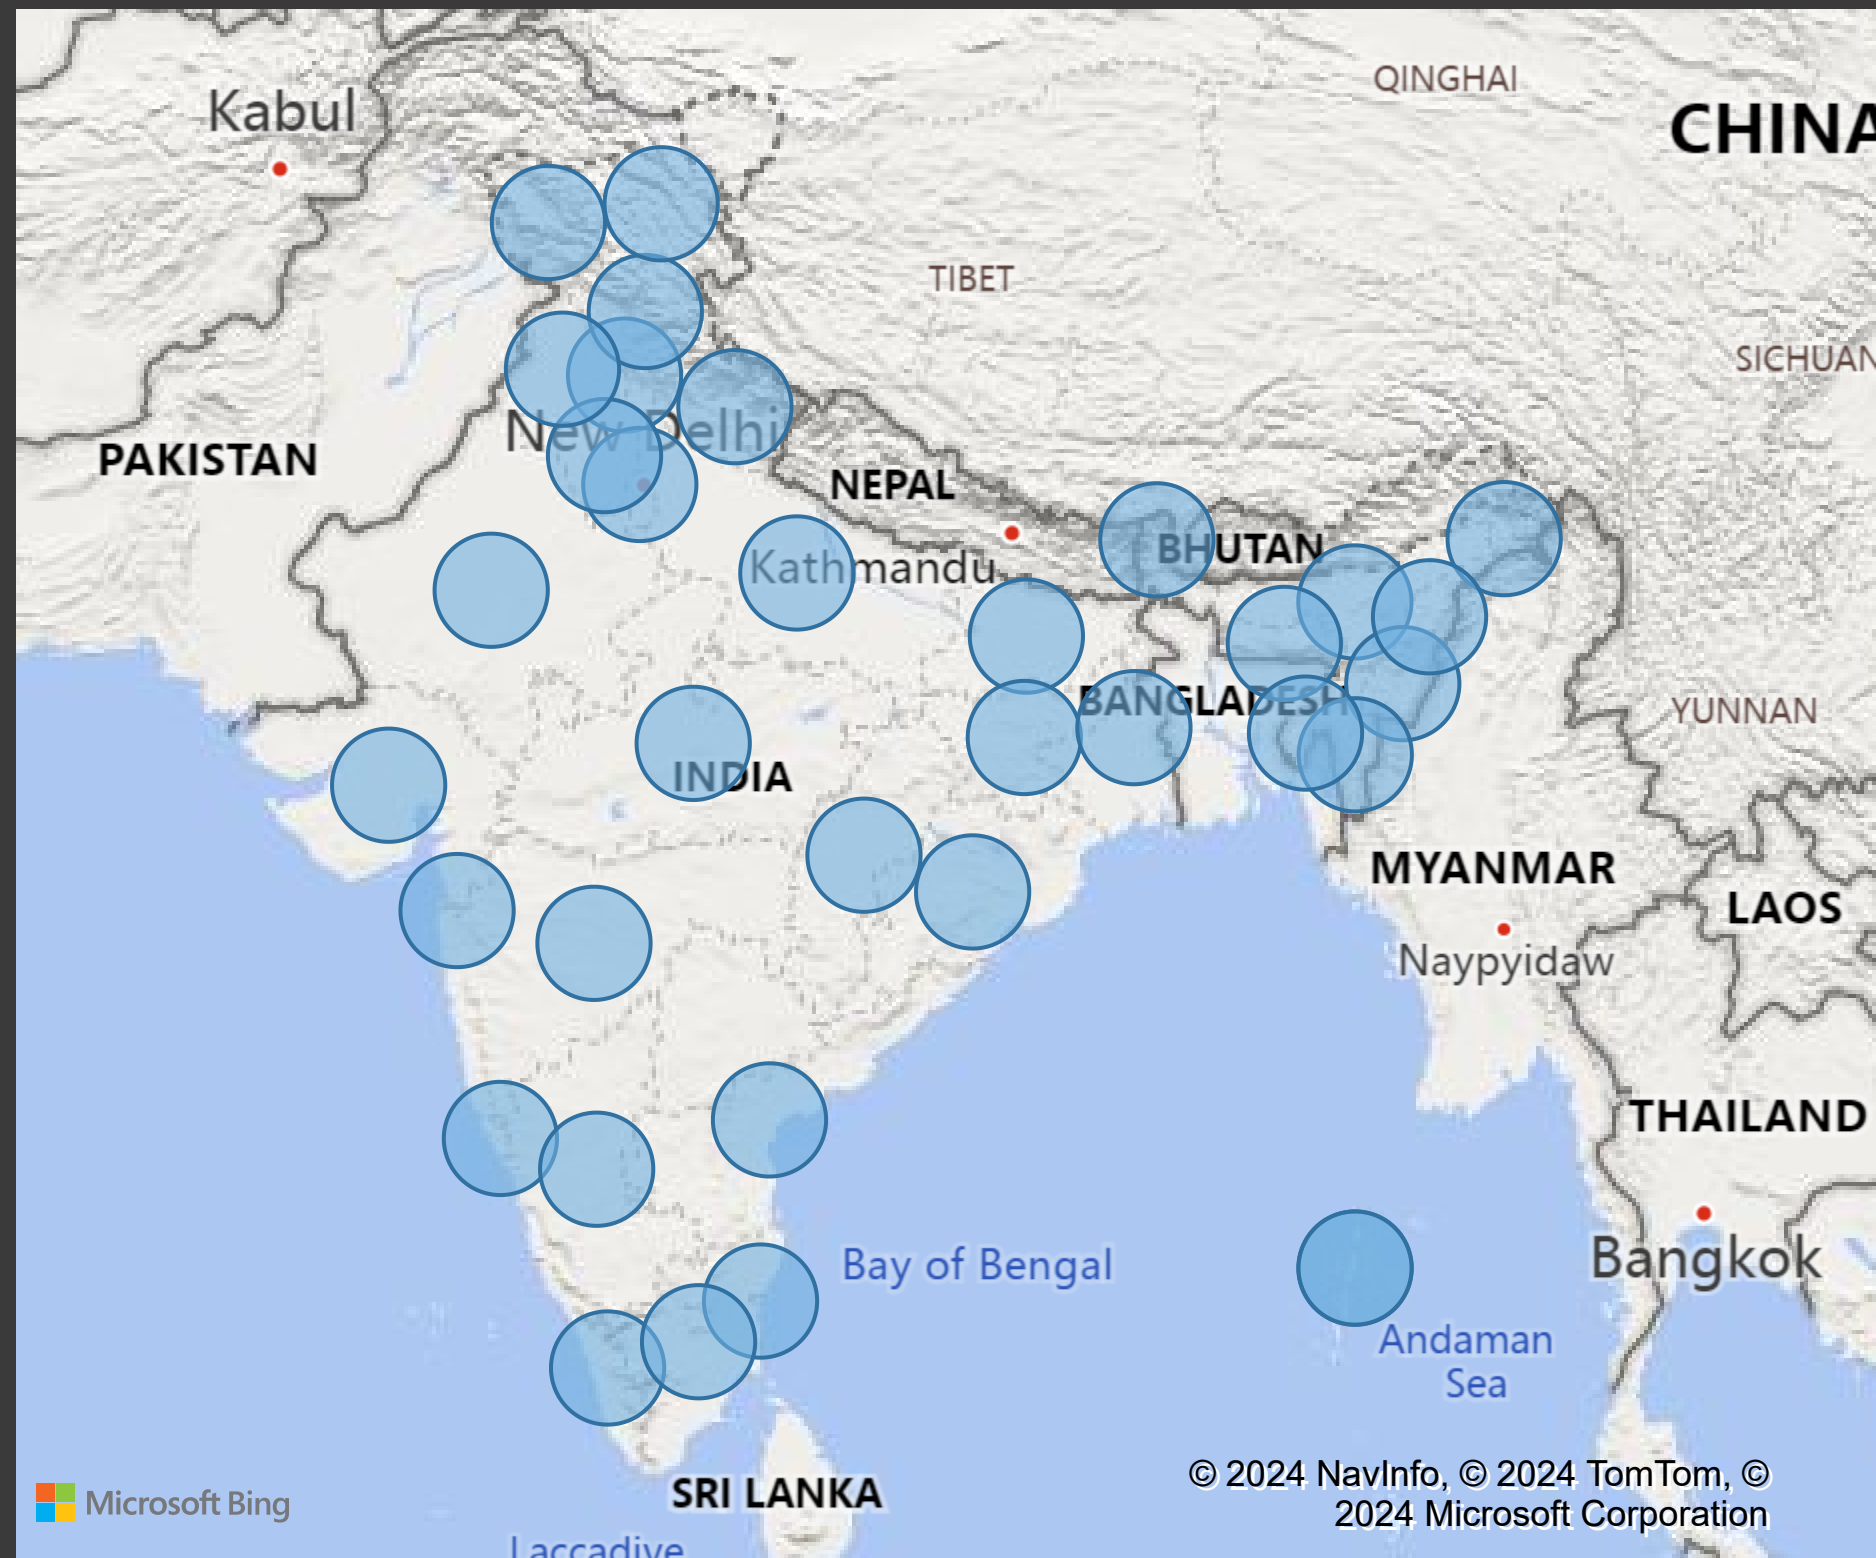 QINGHAI
CHINA
Kabul
TIBET
SICHUAN
New Delhi
PAKISTAN
NEPAL
BHUTAN
Kathmandu
BANGLADESH
YUNNAN
INDIA
MYANMAR
LAOS
Naypyidaw
THAILAND
Bay of Bengal
Bangkok
Andaman
Sea
SRI LANKA
© 2024 NavInfo, © 2024 TomTom, ©
2024 Microsoft Corporation
Microsoft Bing
Laccadive